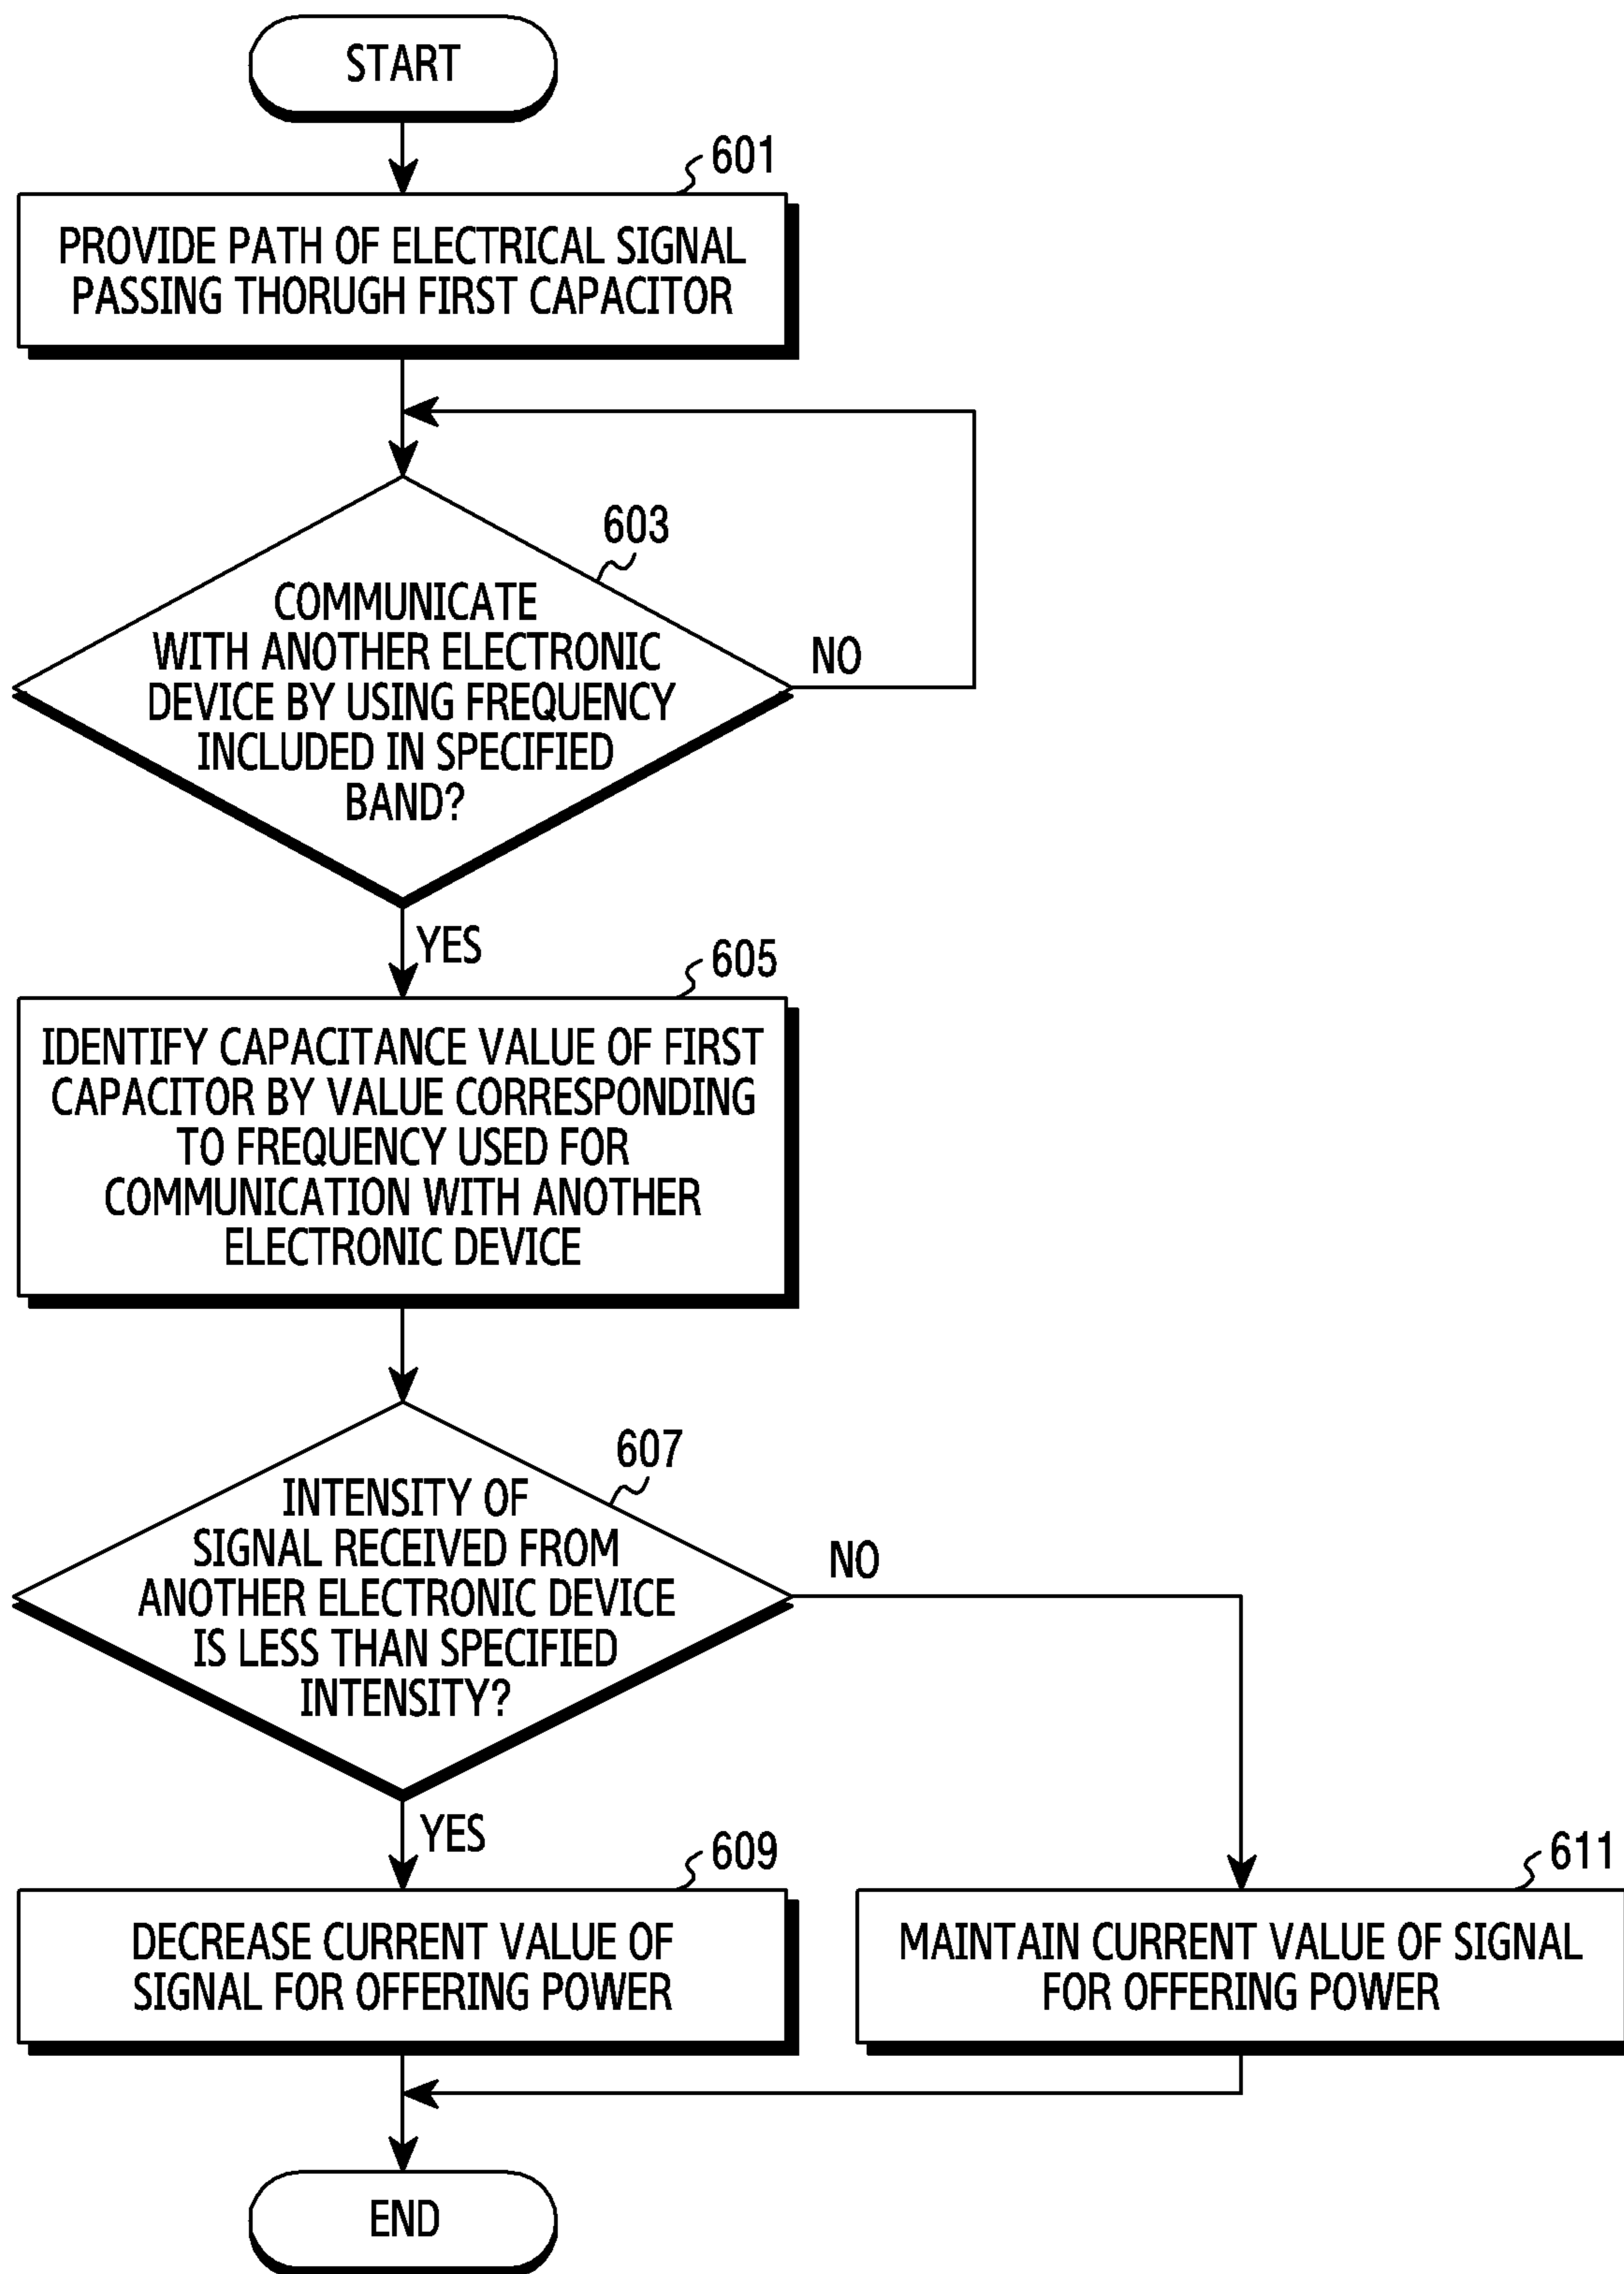 START
601
PROVIDE PATH OF ELECTRICAL SIGNAL
PASSING THORUGH FIRST CAPACITOR
603
COMMUNICATE
WITH ANOTHER ELECTRONIC
DEVICE BY USING FREQUENCY
INCLUDED IN SPECIFIED
BAND?
NO
YES
605
IDENTIFY CAPACITANCE VALUE OF FIRST
CAPACITOR BY VALUE CORRESPONDING
TO FREQUENCY USED FOR
COMMUNICATION WITH ANOTHER
ELECTRONIC DEVICE
607
INTENSITY OF
SIGNAL RECEIVED FROM
ANOTHER ELECTRONIC DEVICE
IS LESS THAN SPECIFIED
INTENSITY?
NO
YES
609
DECREASE CURRENT VALUE OF
SIGNAL FOR OFFERING POWER
611
MAINTAIN CURRENT VALUE OF SIGNAL
FOR OFFERING POWER
END